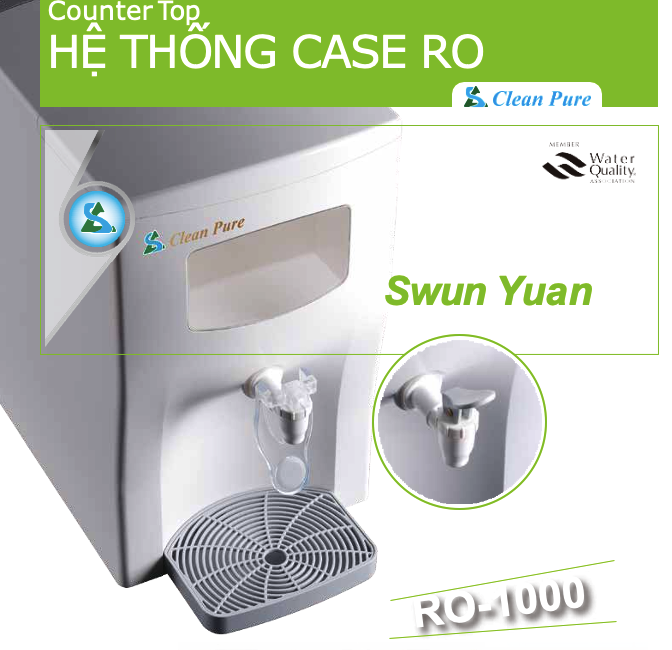 Counter Top
HỆ THỐNG CASE RO
Clean Pure
MEMBER
Water
Quality
ASSOCIATION
Clean Pure
Swun Yuan
RO-1000